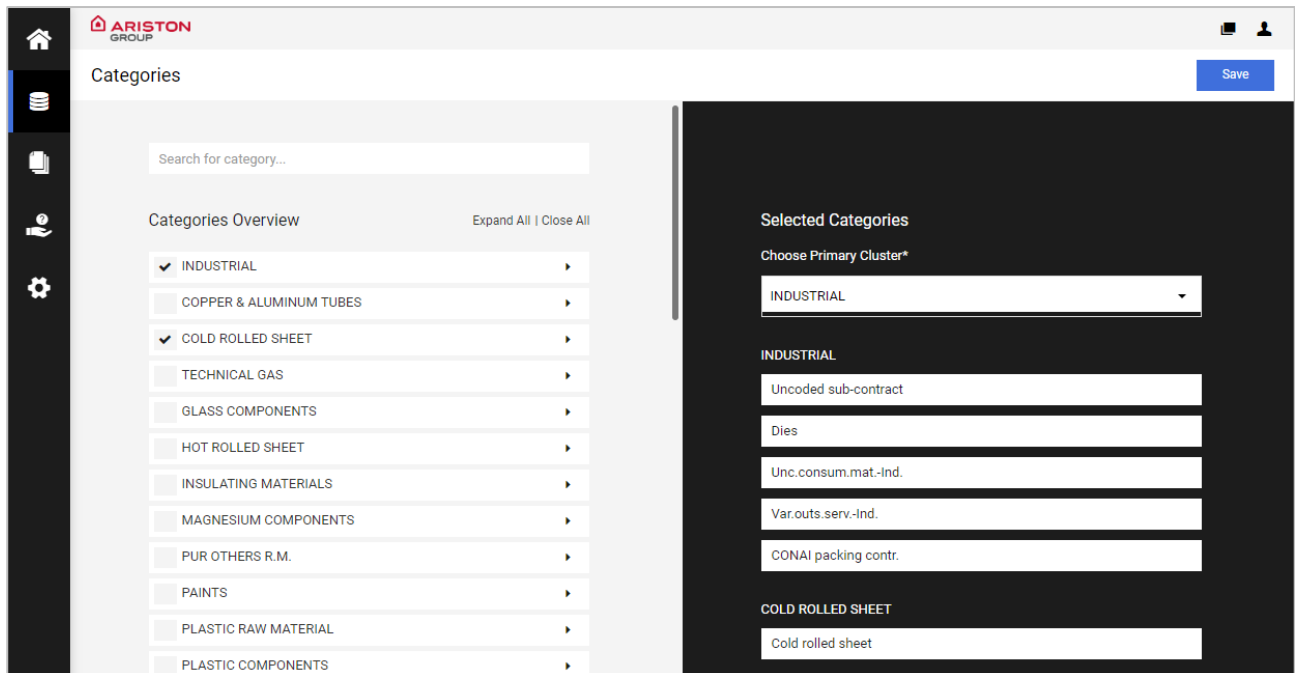 ARISTON
GROUP
Categories
Save
Search for category...
Categories Overview
Expand All | Close All
INDUSTRIAL
COPPER & ALUMINUM TUBES
COLD ROLLED SHEET
TECHNICAL GAS
GLASS COMPONENTS
HOT ROLLED SHEET
INSULATING MATERIALS
MAGNESIUM COMPONENTS
PUR OTHERS R.M.
PAINTS
PLASTIC RAW MATERIAL
PLASTIC COMPONENTS
Selected Categories
Choose Primary Cluster*
INDUSTRIAL
INDUSTRIAL
Uncoded sub-contract
Dies
Unc.consum.mat.-Ind.
Var.outs.serv.-Ind.
CONAI packing contr.
COLD ROLLED SHEET
Cold rolled sheet